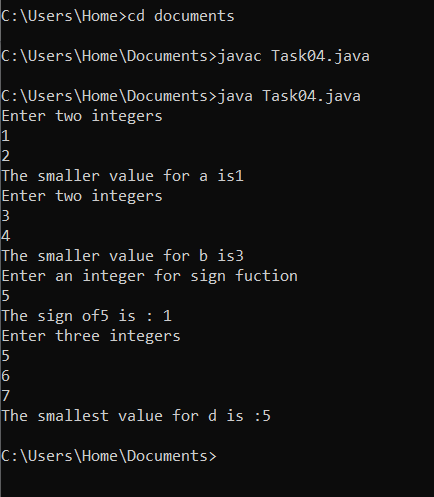 C:\Users\Home>cd documents
C:\Users\Home\Documents>javac Task04.java
C:\Users\Home\Documents>java Task04.java
Enter two integers
1
2
The smaller value for a is1
Enter two integers
3
4
The smaller value for b is3
Enter an integer for sign fuction
5
The sign of5 is : 1
Enter three integers
5
6
7
The smallest value for d is :5
C:\Users\Home\Documents>